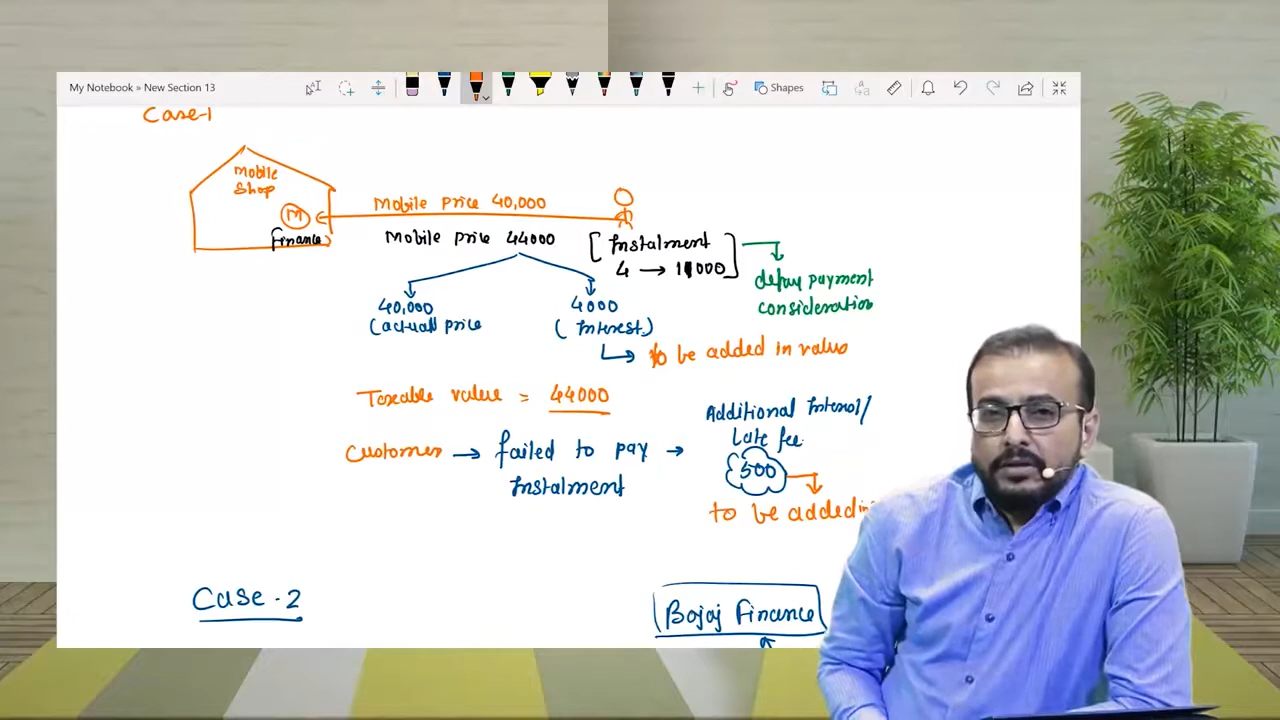 My Notebook » New Section 13
Shapes
Case-1
Mobile
Shop
M
Finance
Mobile Price 40,000
Mobile price 44000
[Instalment
4 → 11000]
defay payment
consideration
40,000
(actual price
4000
(Interest)
to be added in value
Taxable value = 44000
Customer → failed to pay →
Instalment
Additional
Late fee
500
to be added in
Case-2
Bajaj Finance